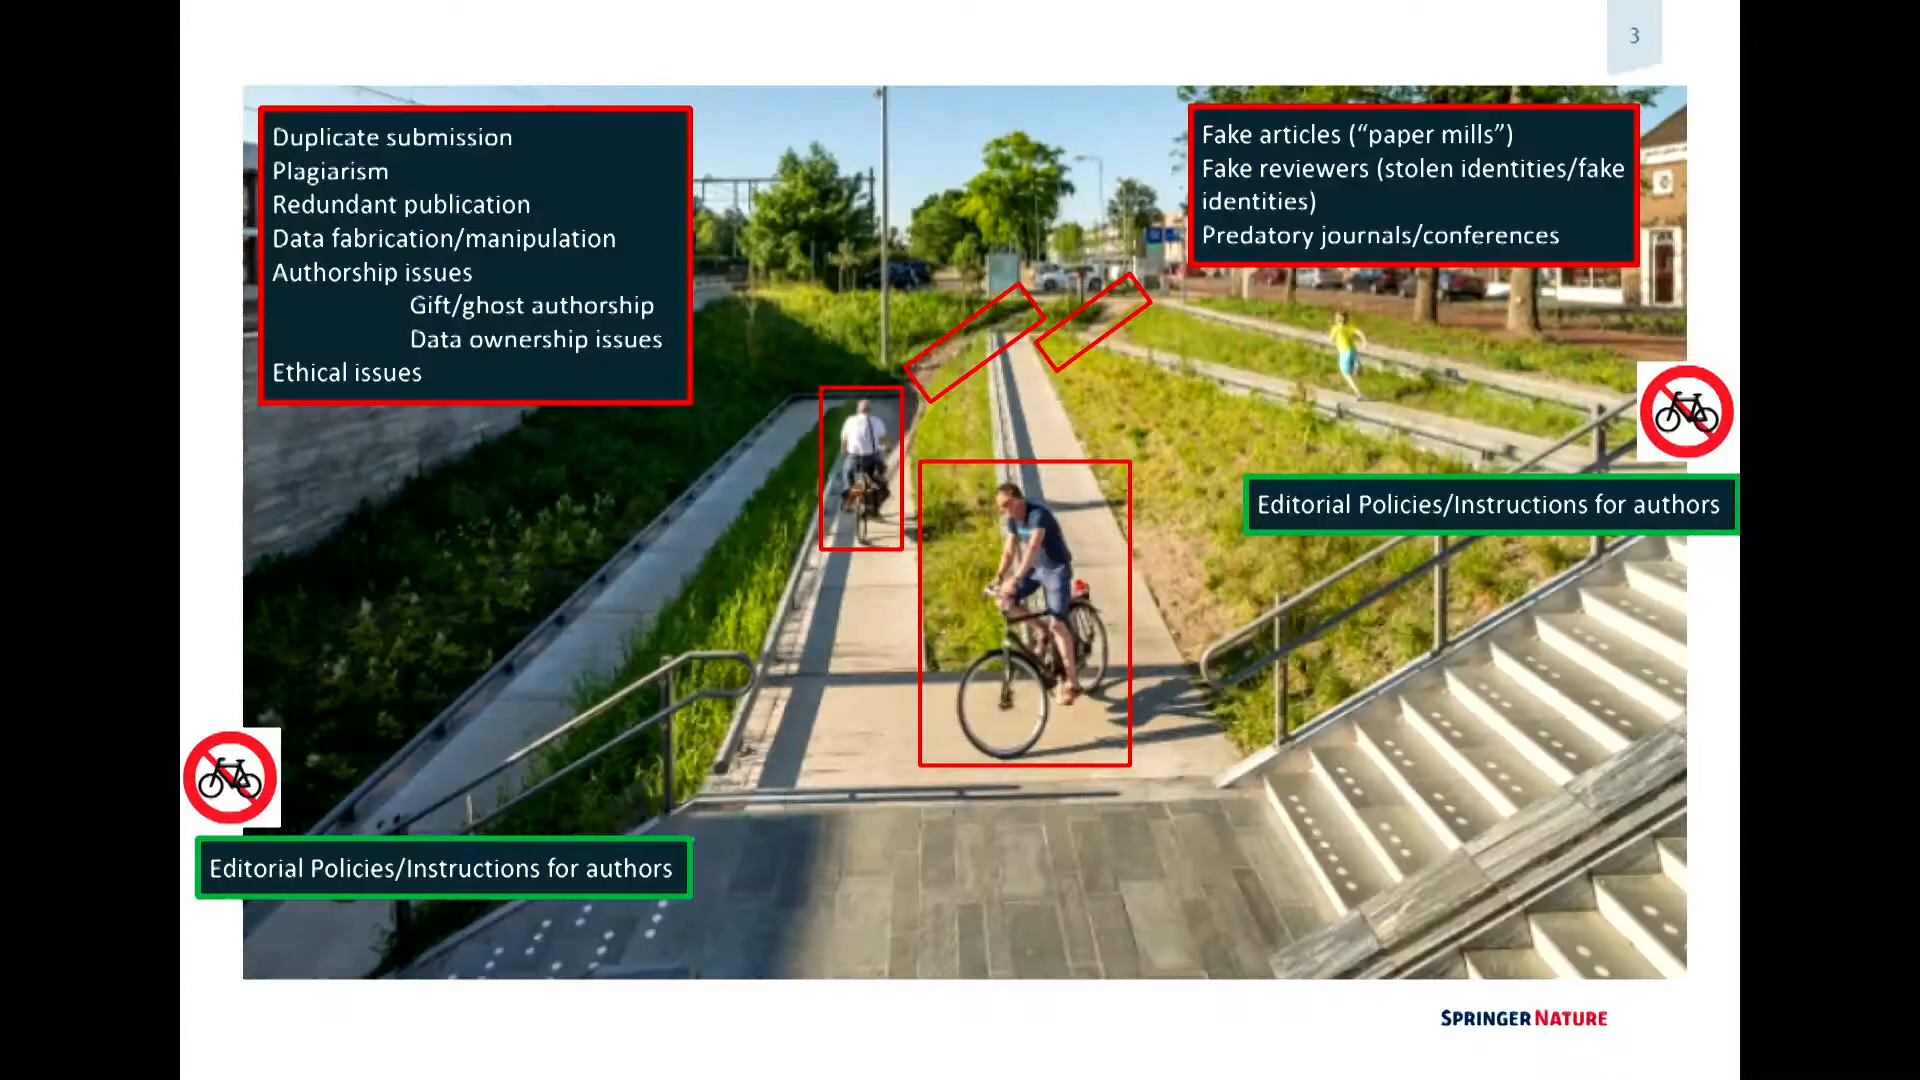 3
Duplicate submission
Plagiarism
Redundant publication
Data fabrication/manipulation
Authorship issues
Gift/ghost authorship
Data ownership issues
Ethical issues
Fake articles (“paper mills”)
Fake reviewers (stolen identities/fake
identities)
Predatory journals/conferences
Editorial Policies/Instructions for authors
Editorial Policies/Instructions for authors
SPRINGER NATURE